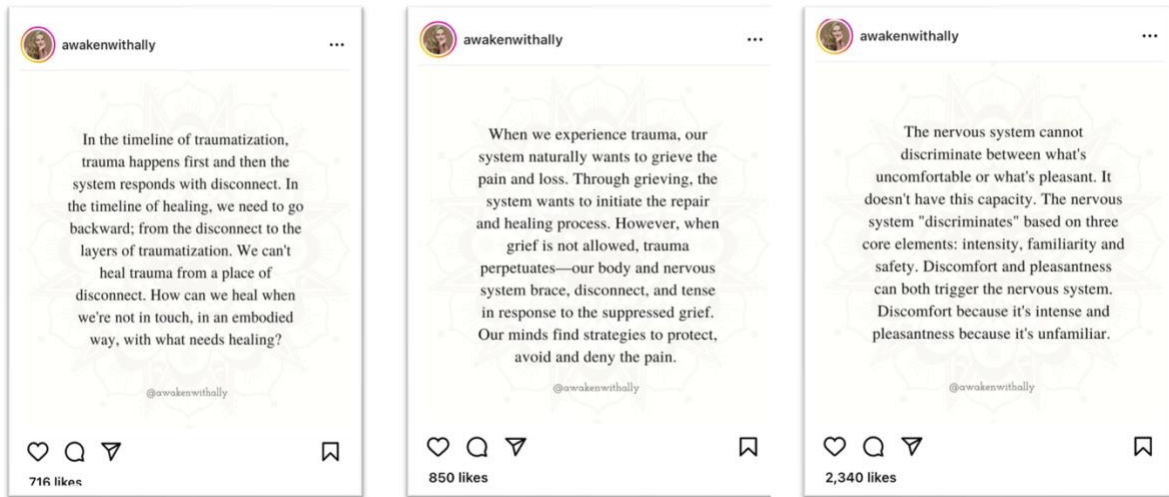 awakenwithally
In the timeline of traumatization,
trauma happens first and then the
system responds with disconnect. In
the timeline of healing, we need to go
backward; from the disconnect to the
layers of traumatization. We can't
heal trauma from a place of
disconnect. How can we heal when
we're not in touch, in an embodied
way, with what needs healing?
@awakenwithally
716 likes
awakenwithally
When we experience trauma, our
system naturally wants to grieve the
pain and loss. Through grieving, the
system wants to initiate the repair
and healing process. However, when
grief is not allowed, trauma
perpetuates—our body and nervous
system brace, disconnect, and tense
in response to the suppressed grief.
Our minds find strategies to protect,
avoid and deny the pain.
@awakenwithally
850 likes
awakenwithally
The nervous system cannot
discriminate between what's
uncomfortable or what's pleasant. It
doesn't have this capacity. The nervous
system "discriminates" based on three
core elements: intensity, familiarity and
safety. Discomfort and pleasantness
can both trigger the nervous system.
Discomfort because it's intense and
pleasantness because it's unfamiliar.
@awakenwithally
2,340 likes